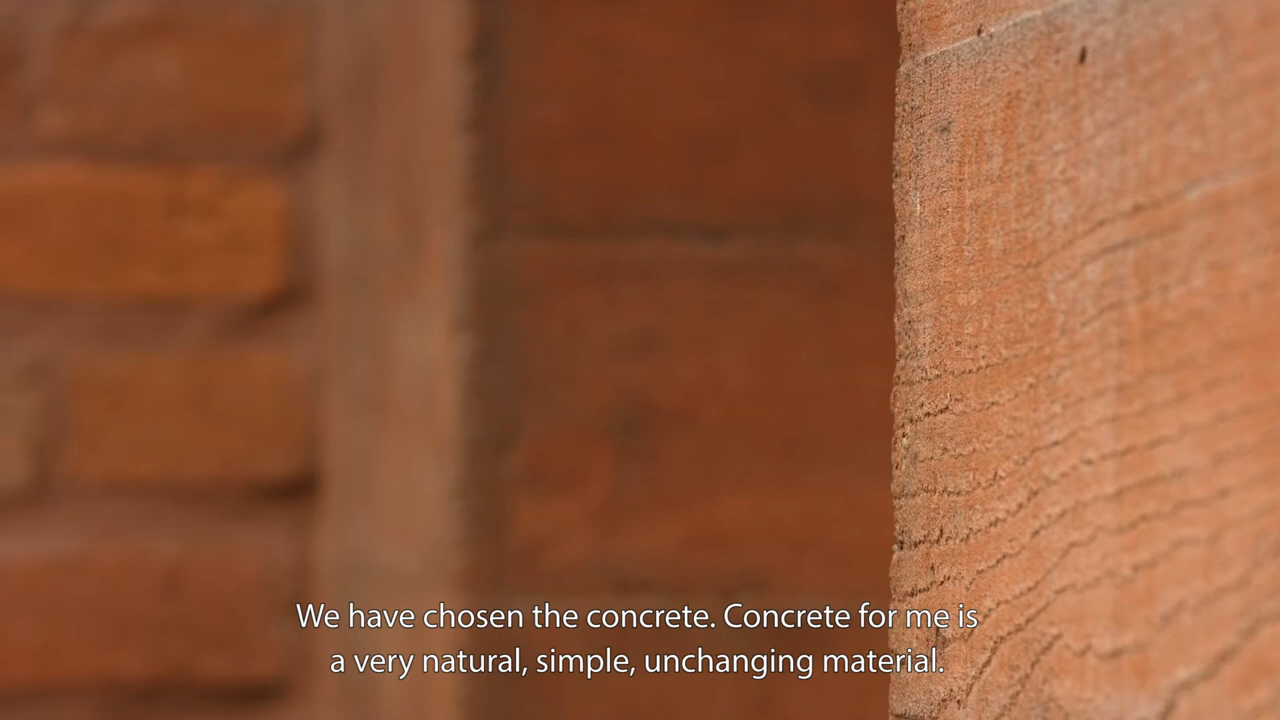 We have chosen the concrete. Concrete for me is
a very natural, simple, unchanging material.